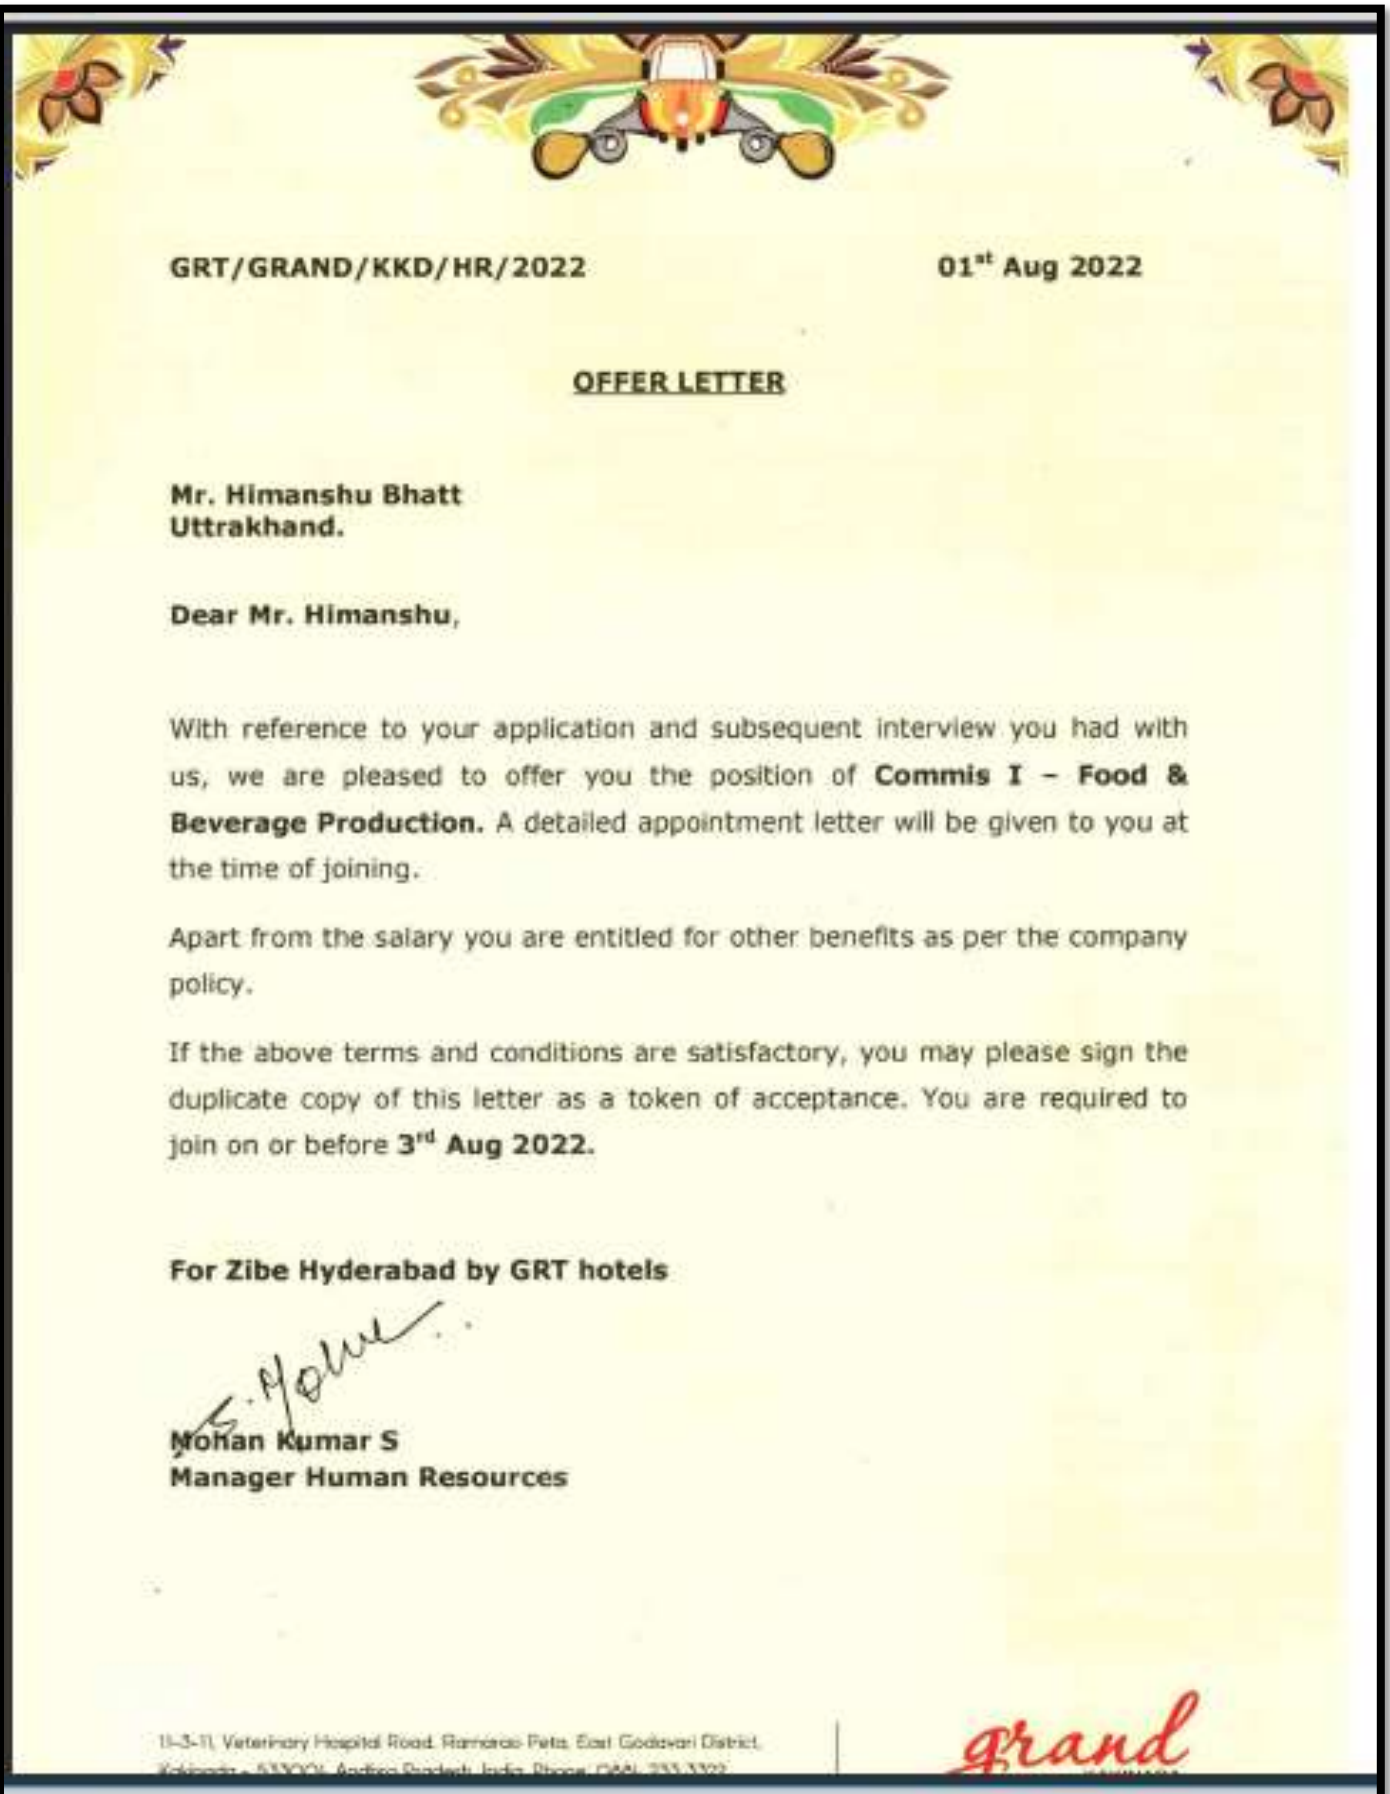 GRT/GRAND/KKD/HR/2022 01st Aug 2022
OFFER LETTER
Mr. Himanshu Bhatt
Uttrakhand.
Dear Mr. Himanshu,
With reference to your application and subsequent interview you had with
us, we are pleased to offer you the position of Commis I – Food &
Beverage Production. A detailed appointment letter will be given to you at
the time of joining.
Apart from the salary you are entitled for other benefits as per the company
policy.
If the above terms and conditions are satisfactory, you may please sign the
duplicate copy of this letter as a token of acceptance. You are required to
join on or before 3rd Aug 2022.
For Zibe Hyderabad by GRT hotels
Mohan Kumar S
Manager Human Resources
11-3-11, Veterinary Hospital Road, Ramarao Peta, East Godavari District,
Kakinada - 533001, Andhra Pradesh, India, Phone
grand